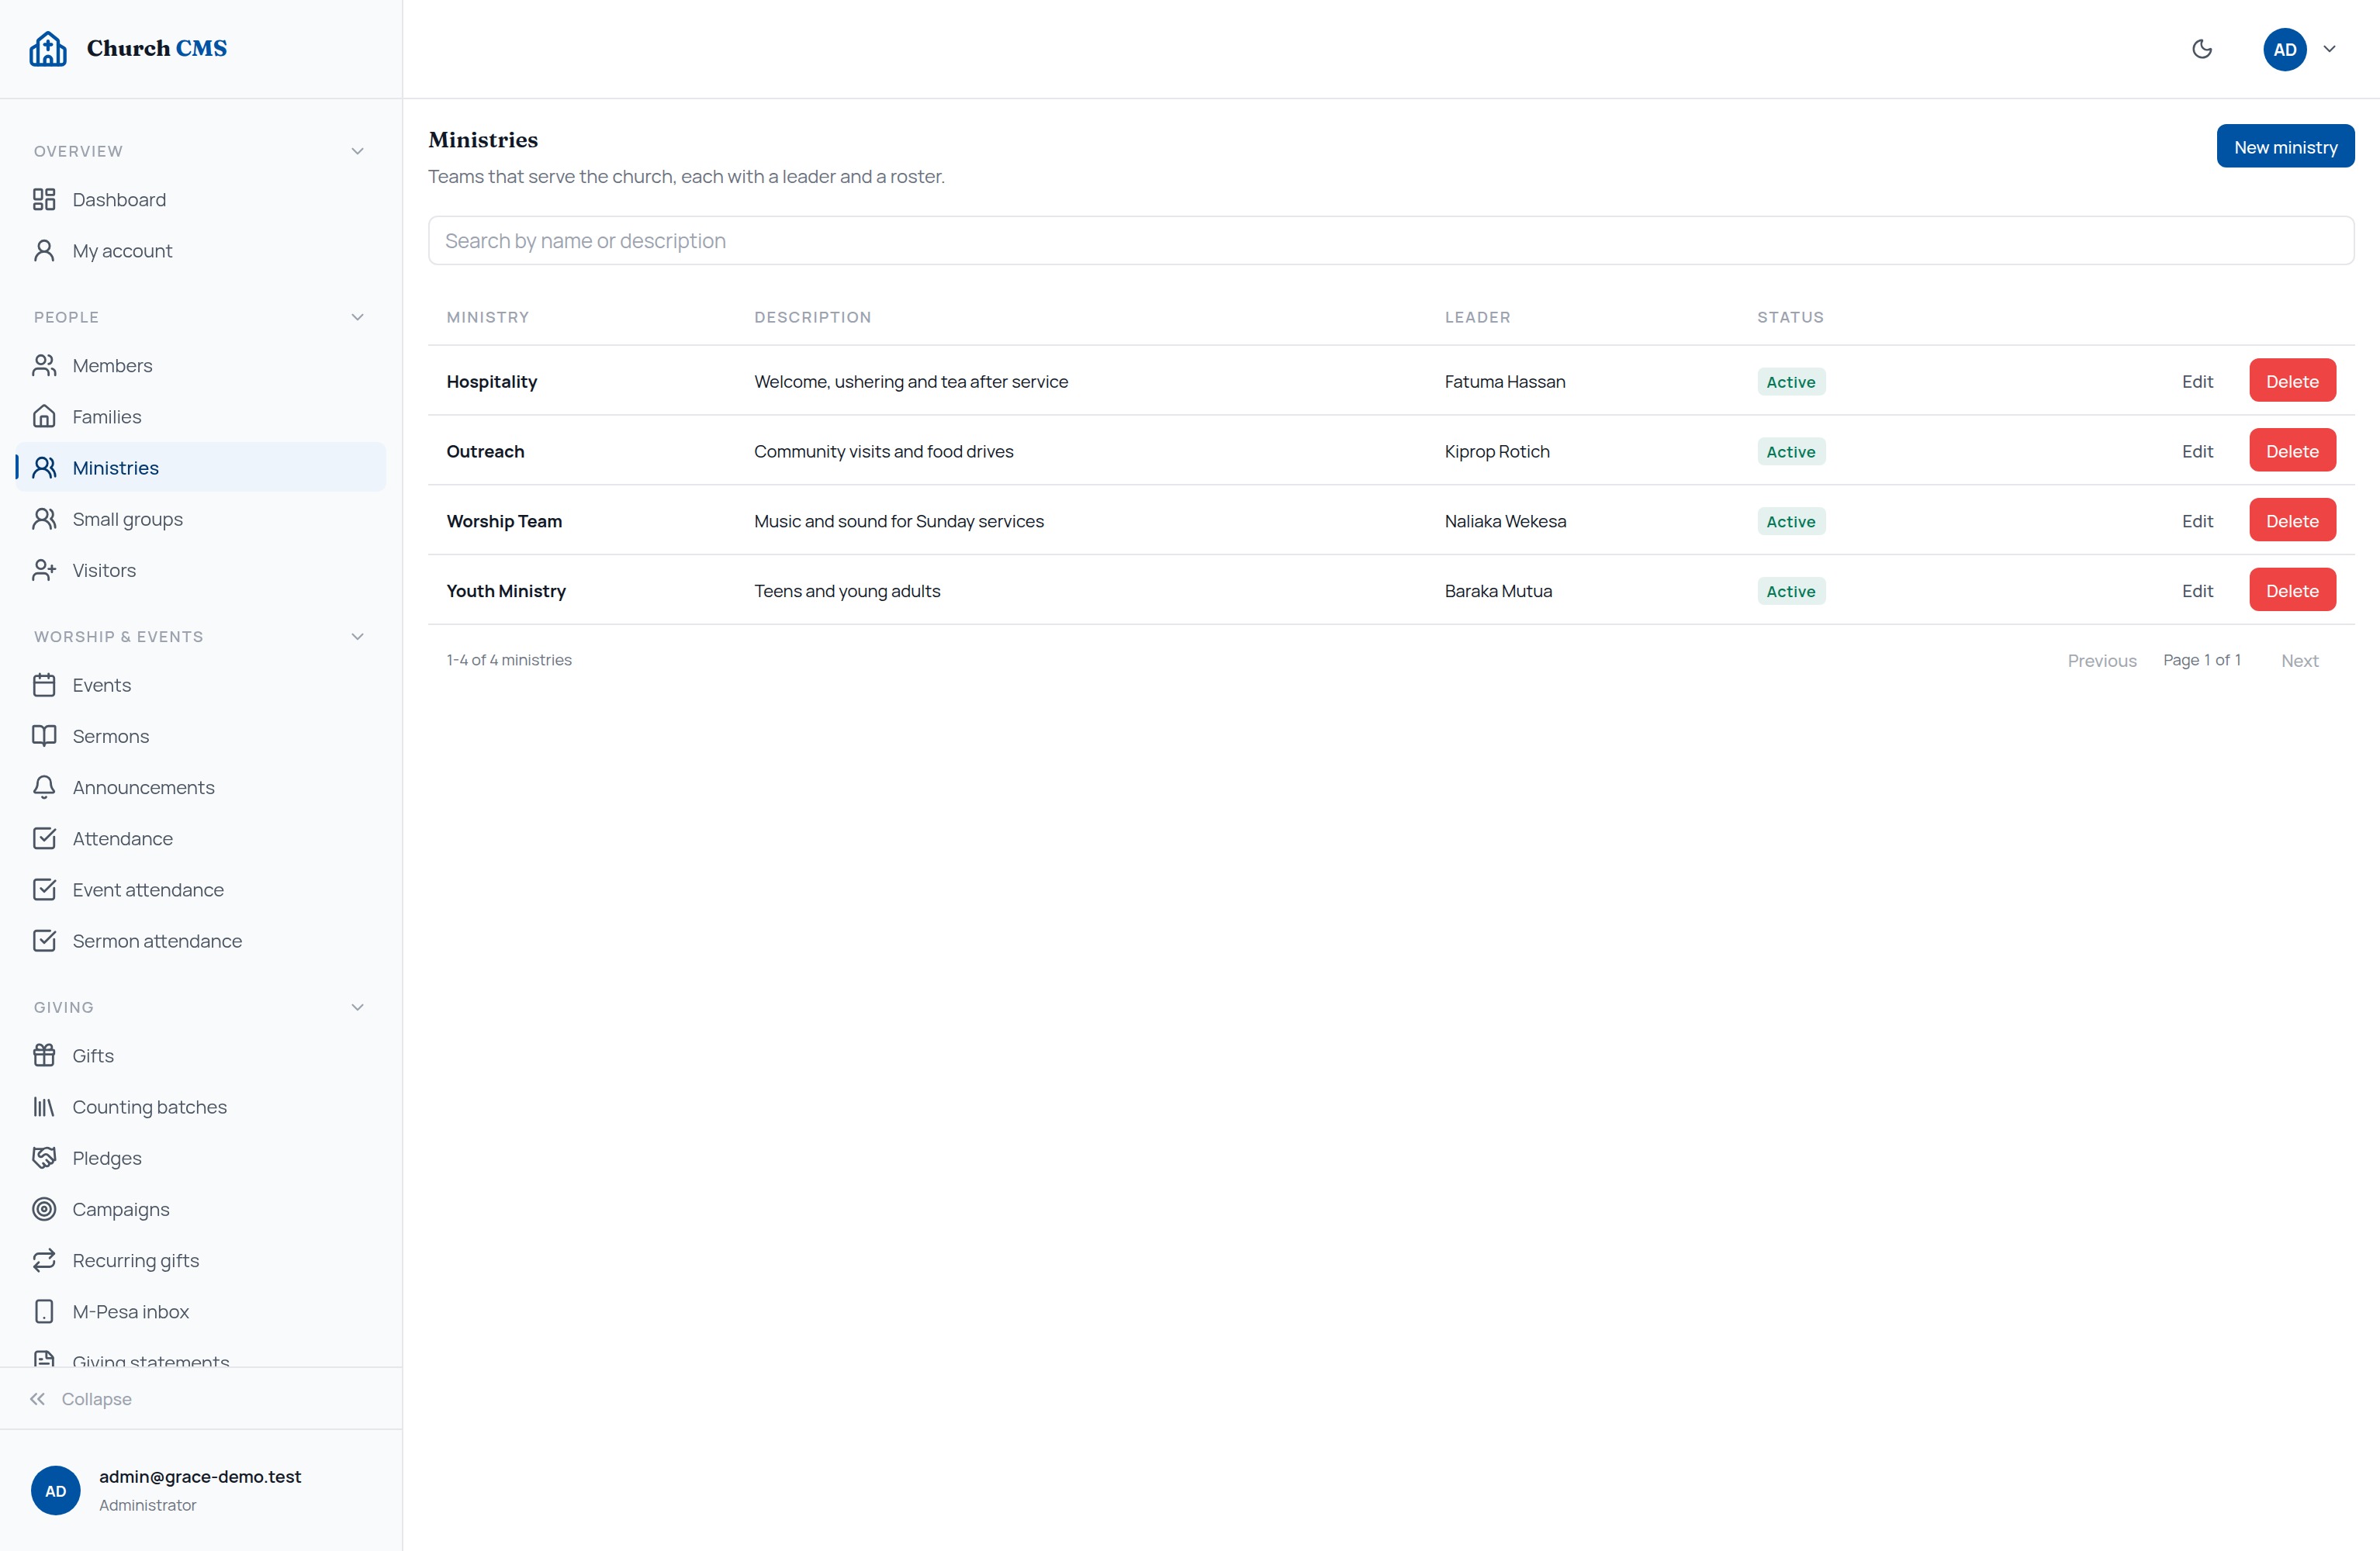 Church CMS
AD
OVERVIEW
Dashboard
My account
PEOPLE
Members
Families
Ministries
Small groups
Visitors
WORSHIP & EVENTS
Events
Sermons
Announcements
Attendance
Event attendance
Sermon attendance
GIVING
Gifts
Counting batches
Pledges
Campaigns
Recurring gifts
M-Pesa inbox
Giving statements
Collapse
AD
admin@grace-demo.test
Administrator
Ministries
New ministry
Teams that serve the church, each with a leader and a roster.
Search by name or description
MINISTRY DESCRIPTION LEADER STATUS
Hospitality Welcome, ushering and tea after service Fatuma Hassan Active Edit Delete
Outreach Community visits and food drives Kiprop Rotich Active Edit Delete
Worship Team Music and sound for Sunday services Naliaka Wekesa Active Edit Delete
Youth Ministry Teens and young adults Baraka Mutua Active Edit Delete
1-4 of 4 ministries Previous Page 1 of 1 Next